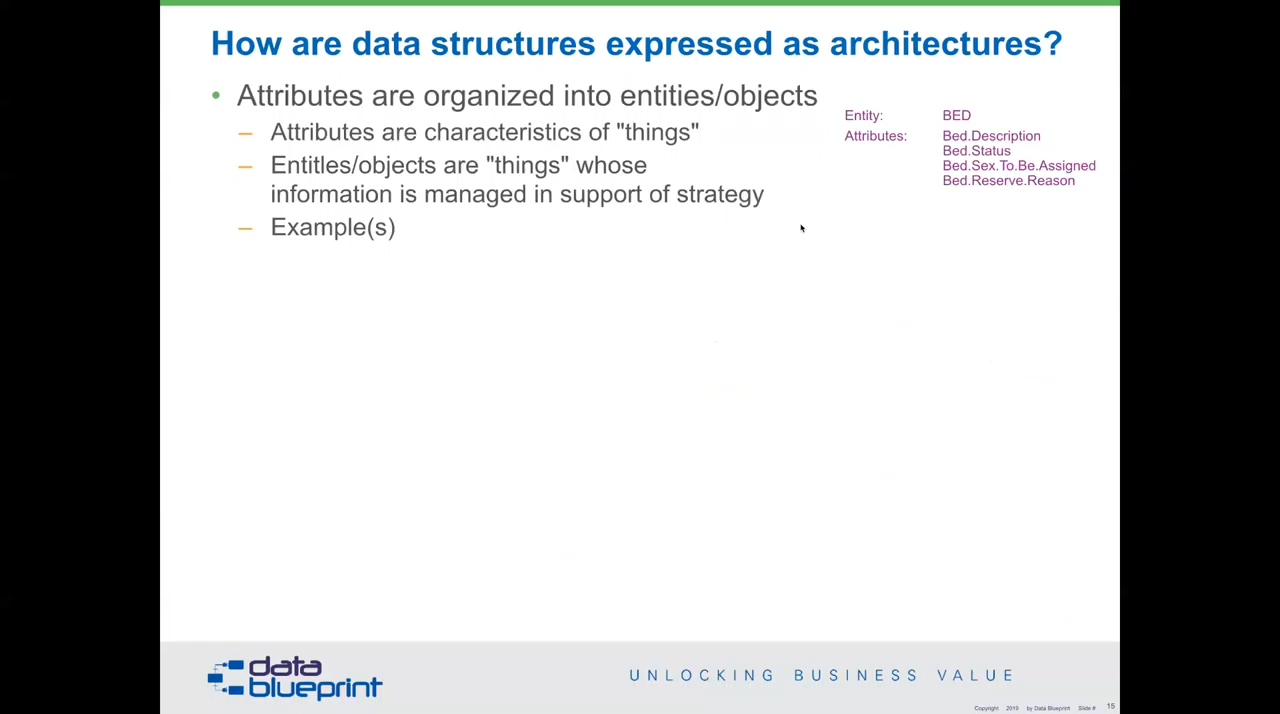 How are data structures expressed as architectures?
• Attributes are organized into entities/objects
– Attributes are characteristics of "things"
– Entitles/objects are "things" whose
information is managed in support of strategy
– Example(s)
Entity: BED
Attributes: Bed.Description
Bed.Status
Bed.Sex.To.Be.Assigned
Bed.Reserve.Reason
data
blueprint
UNLOCKING BUSINESS VALUE
Copyright 2019 by Data Blueprint Slide # 15